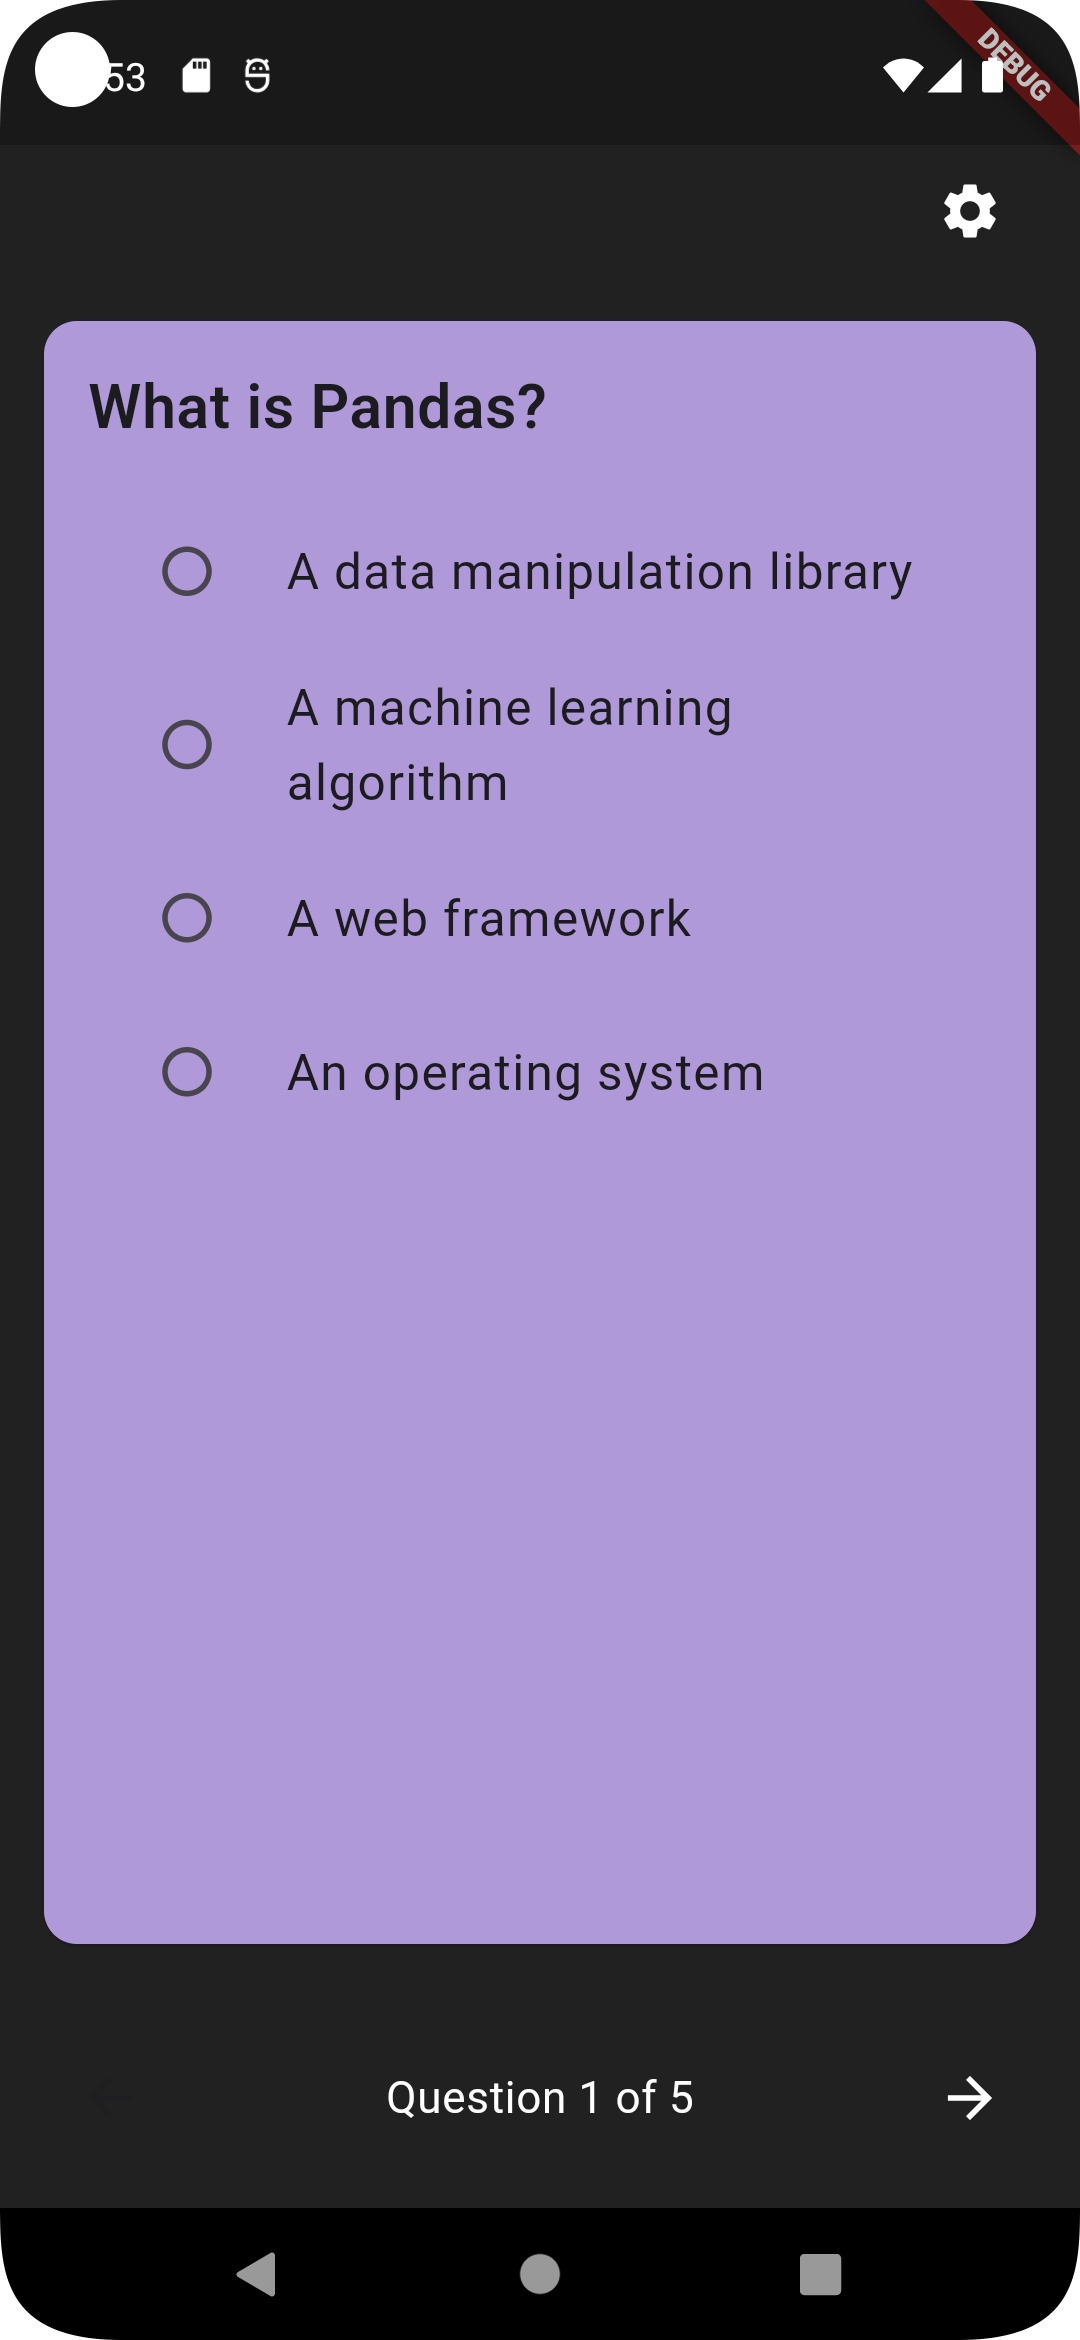 53
DEBUG
What is Pandas?
A data manipulation library
A machine learning
algorithm
A web framework
An operating system
Question 1 of 5